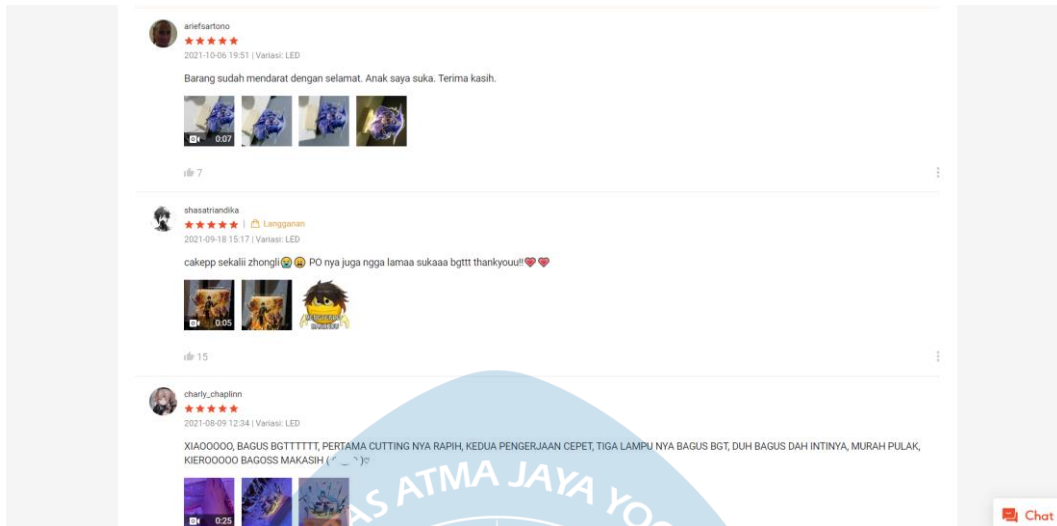 ariefsartono
2021-10-06 19:51 | Variasi: LED
Barang sudah mendarat dengan selamat. Anak saya suka. Terima kasih.
0:07
7
shasatriandika
| Langganan
2021-09-18 15:17 | Variasi: LED
cakepp sekalii zhongli😭😩 PO nya juga ngga lamaa sukaaa bgttt thankyouu!!💗💗
0:05
15
charly_chaplinn
2021-08-09 12:34 | Variasi: LED
XIAOOOOO, BAGUS BGTTTTTT, PERTAMA CUTTING NYA RAPIH, KEDUA PENGERJAAN CEPET, TIGA LAMPU NYA BAGUS BGT, DUH BAGUS DAH INTINYA, MURAH PULAK,
KIEROOOOO BAGOSS MAKASIH
0:25
S ATMA JAYA YO
Chat